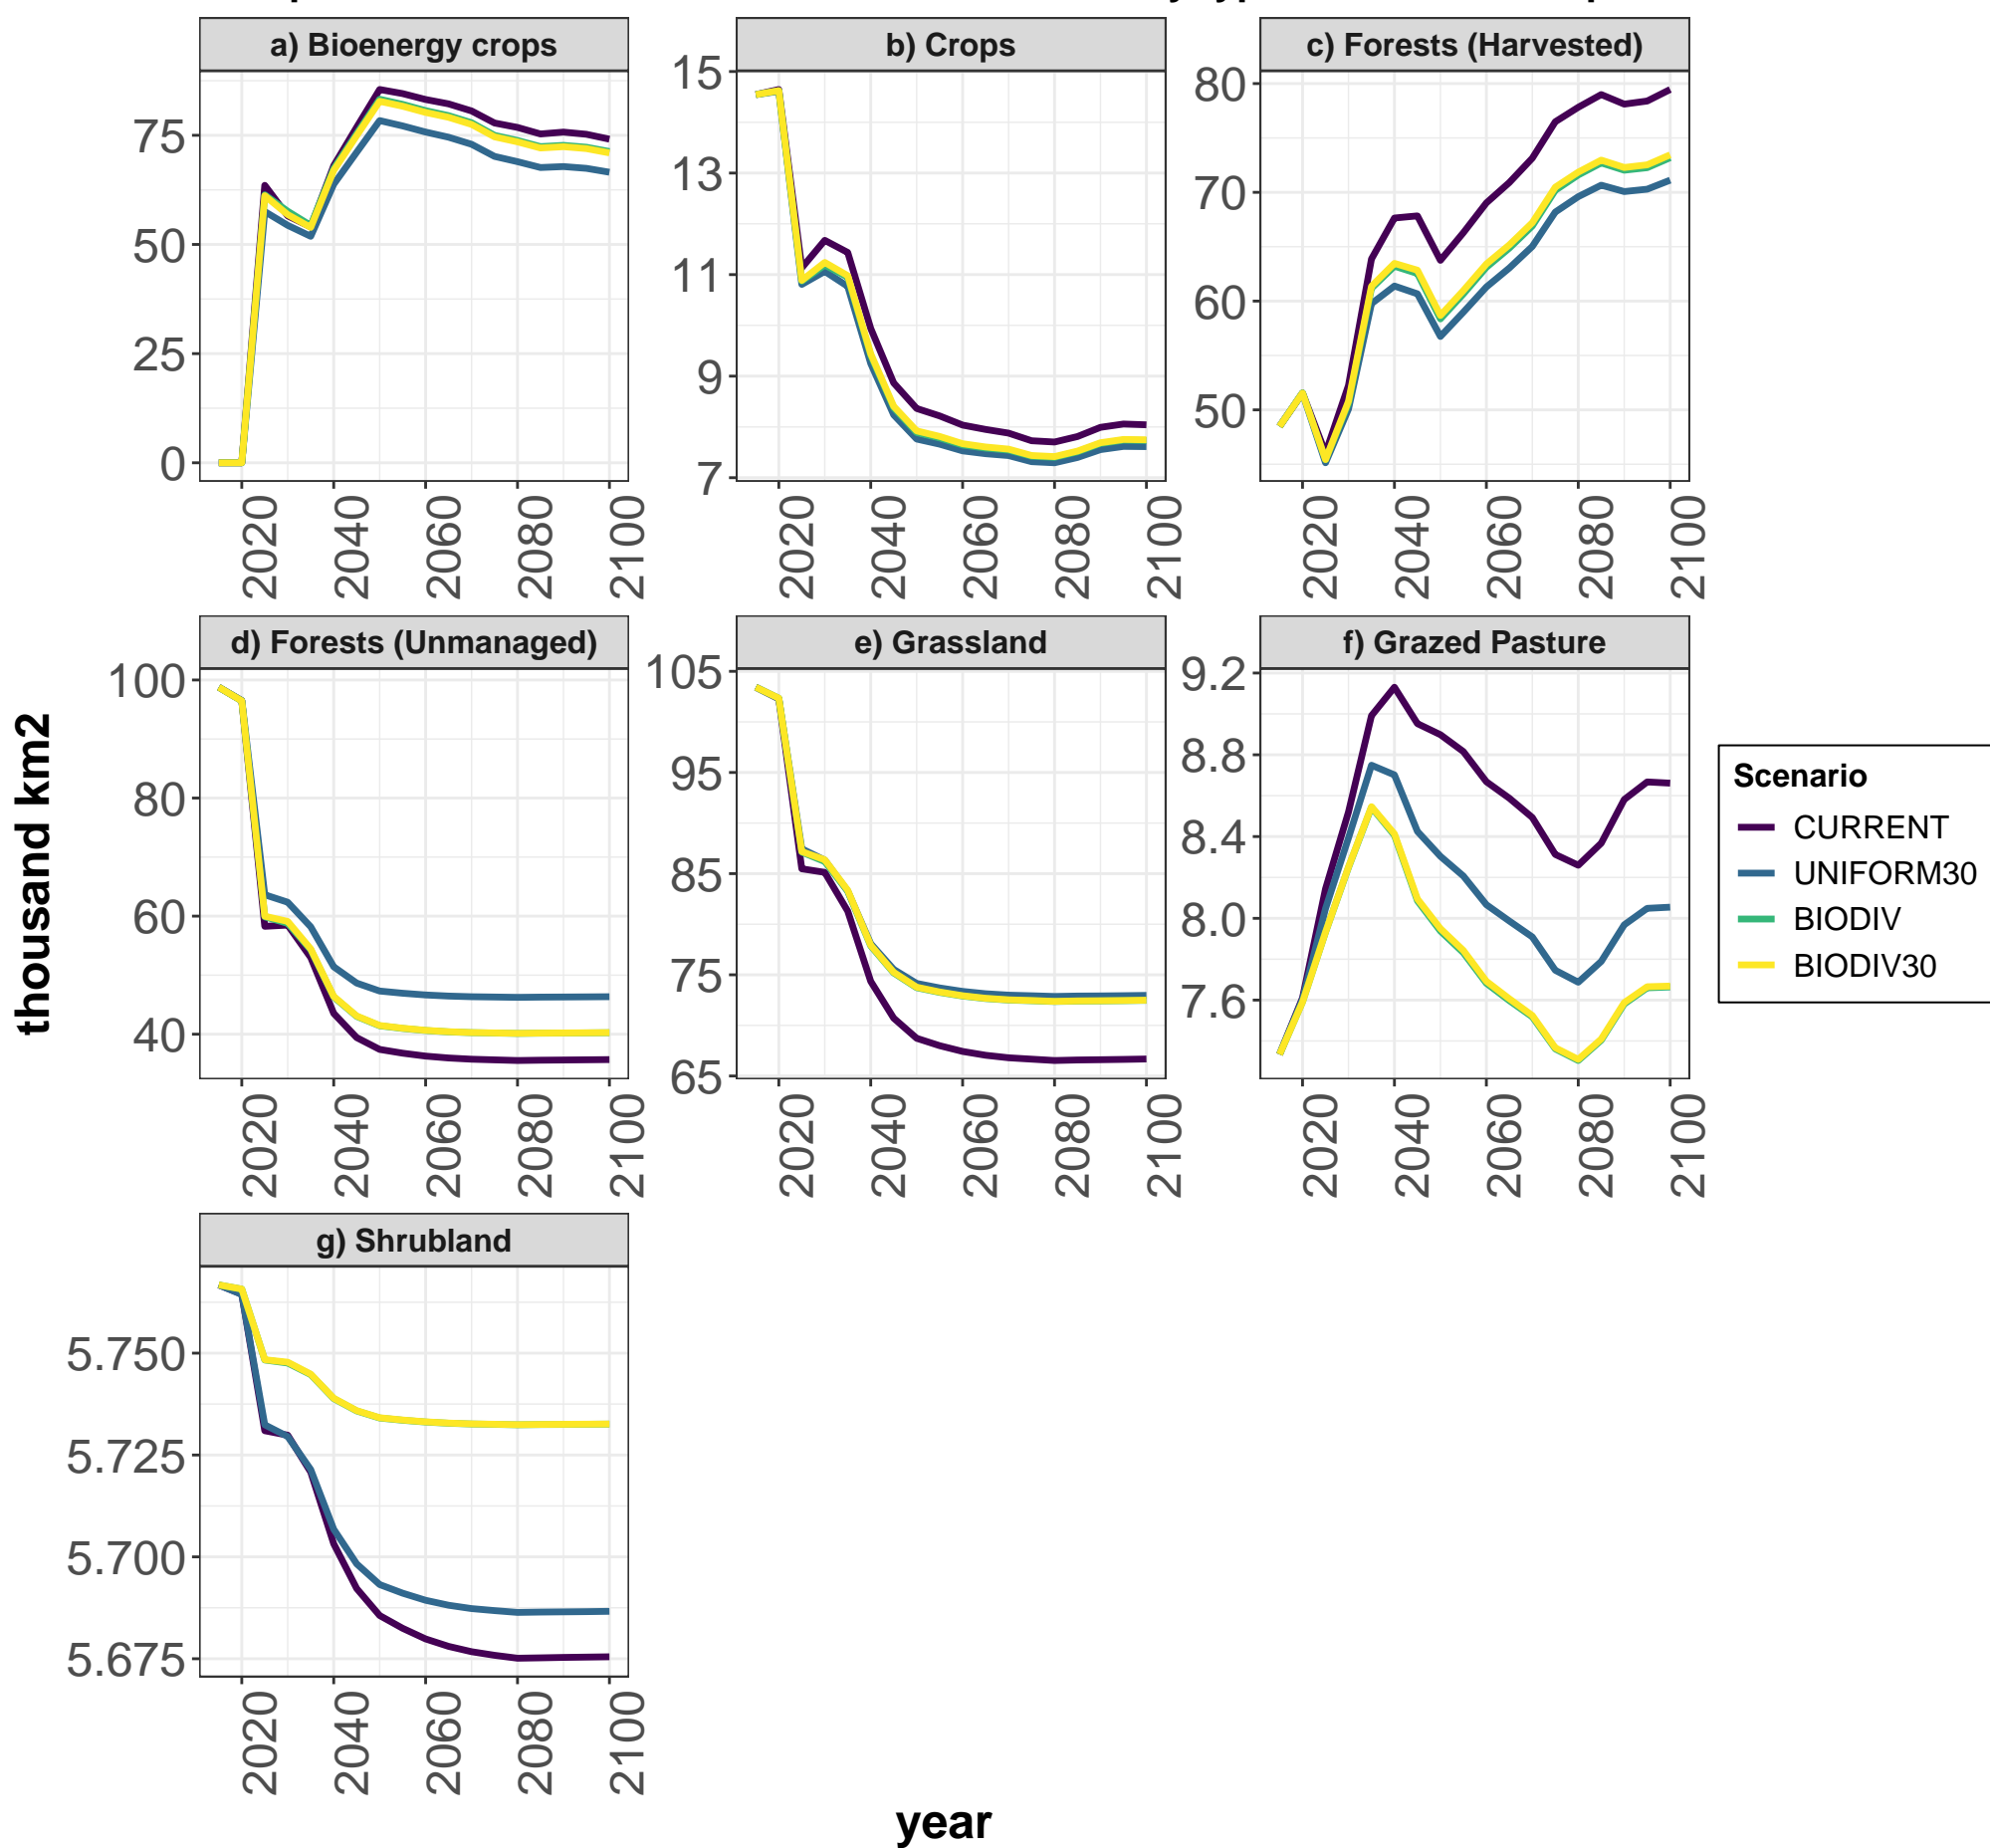 a) Bioenergy crops
b) Crops
c) Forests (Harvested)
75
50
25
0
15
13
11
9
7
80
70
60
50
2020 2040 2060 2080 2100
2020 2040 2060 2080 2100
2020 2040 2060 2080 2100
d) Forests (Unmanaged)
e) Grassland
f) Grazed Pasture
100
80
60
40
105
95
85
75
65
9.2
8.8
8.4
8.0
7.6
2020 2040 2060 2080 2100
2020 2040 2060 2080 2100
2020 2040 2060 2080 2100
thousand km2
Scenario
CURRENT
UNIFORM30
BIODIV
BIODIV30
g) Shrubland
5.750
5.725
5.700
5.675
2020 2040 2060 2080 2100
year